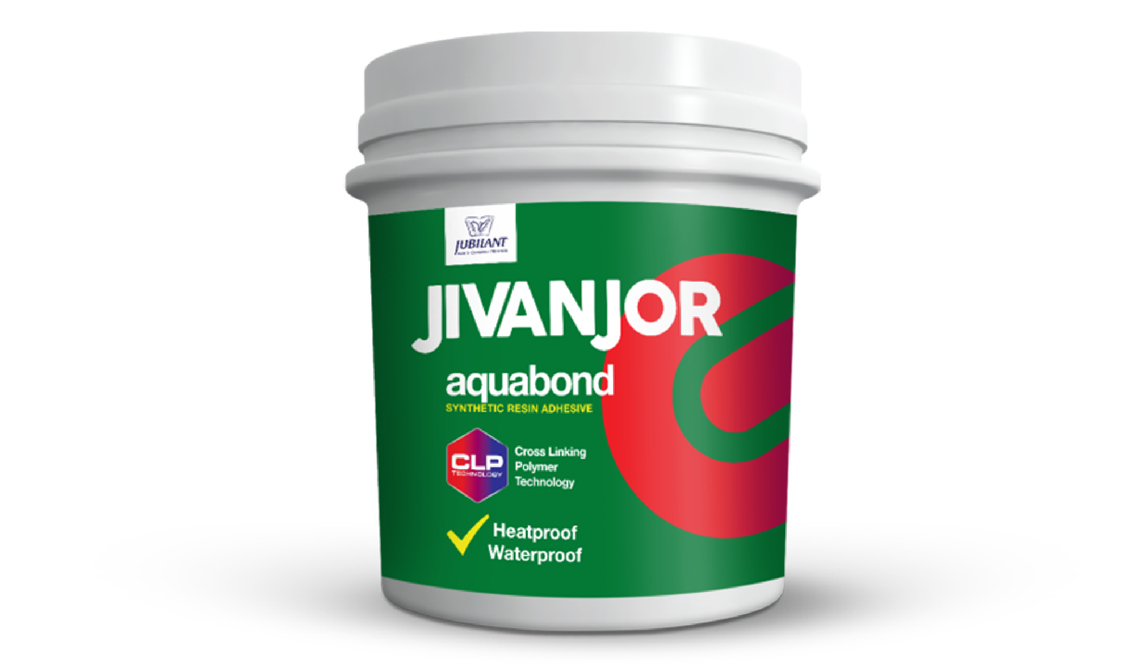 JUBILANT
JIVANJOR
aquabond
SYNTHETIC RESIN ADHESIVE
CLP
TECHNOLOGY
Cross Linking
Polymer
Technology
Heatproof
Waterproof